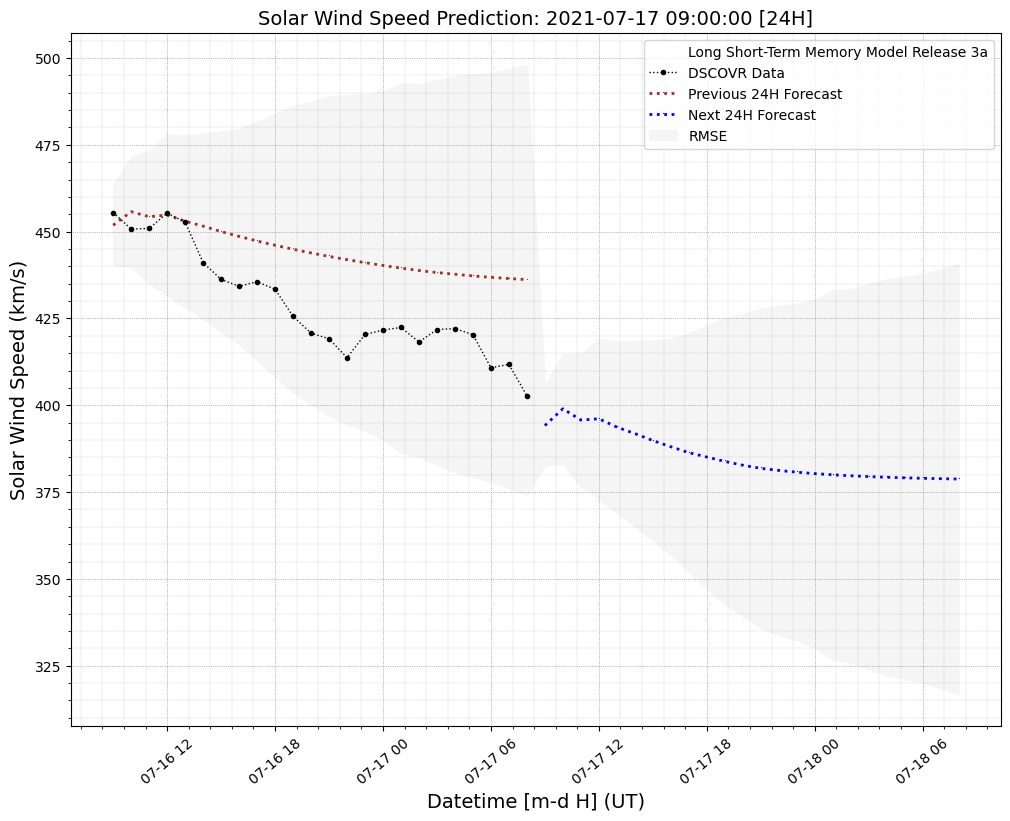 Solar Wind Speed Prediction: 2021-07-17 09:00:00 [24H]
Long Short-Term Memory Model Release 3a
DSCOVR Data
Previous 24H Forecast
Next 24H Forecast
RMSE
Solar Wind Speed (km/s)
500
475
450
425
400
375
350
325
07-16 12
07-16 18
07-17 00
07-17 06
07-17 12
07-17 18
07-18 00
07-18 06
Datetime [m-d H] (UT)